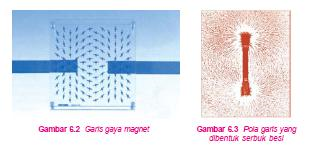 Gambar 6.2 Garis gaya magnet
Gambar 6.3 Pola garis yang
dibentuk serbuk besi